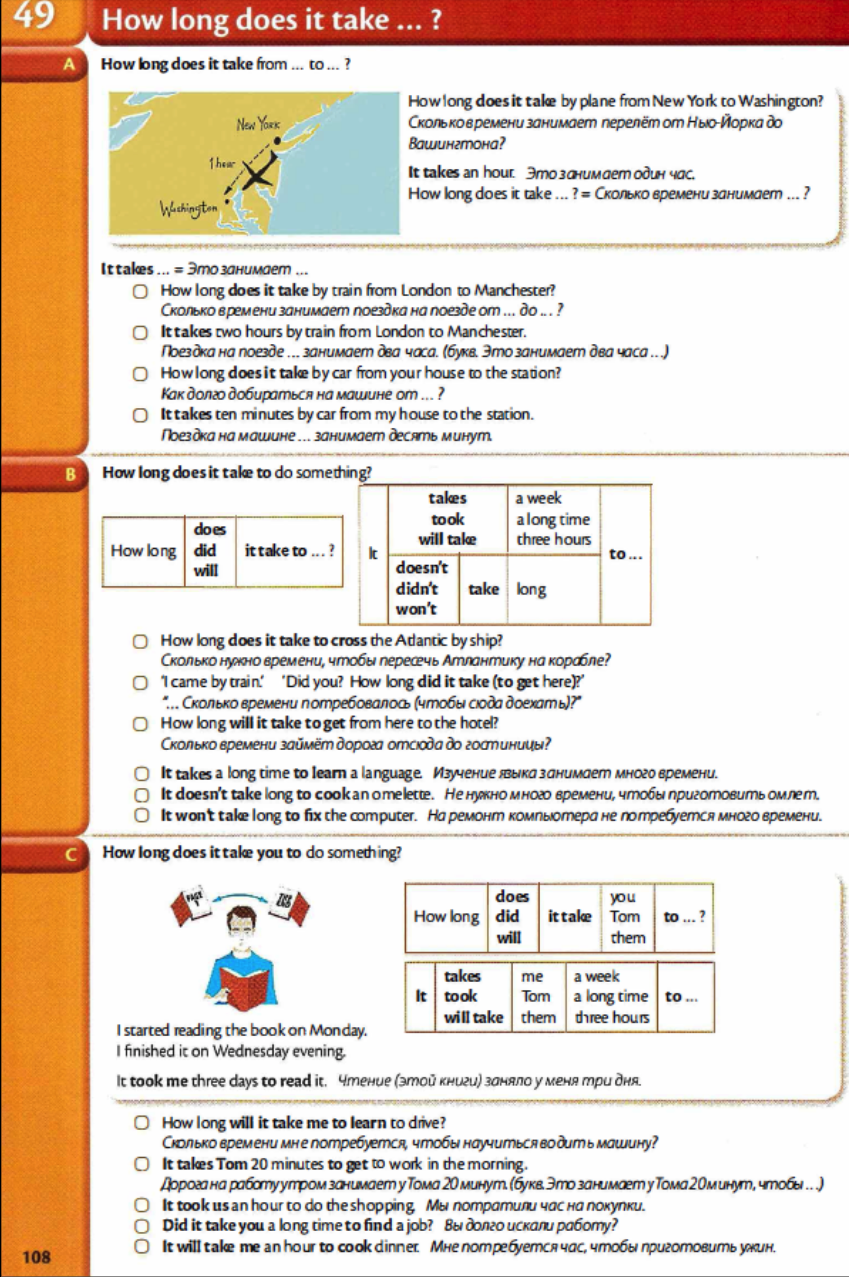 49
How long does it take ... ?
A
How long does it take from ... to ... ?
New York
1 hour
Washington
How long does it take by plane from New York to Washington?
Сколько времени занимает перелёт от Нью-Йорка до
Вашингтона?
It takes an hour. Это занимает один час.
How long does it take ... ? = Сколько времени занимает ... ?
It takes ... = Это занимает ...
How long does it take by train from London to Manchester?
Сколько времени занимает поездка на поезде от ... до ... ?
It takes two hours by train from London to Manchester.
Поездка на поезде ... занимает два часа. (букв. Это занимает два часа ...)
How long does it take by car from your house to the station?
Как долго добираться на машине от ... ?
It takes ten minutes by car from my house to the station.
Поездка на машине ... занимает десять минут.
B
How long does it take to do something?
How long does did will it take to ... ?
It takes took will take a week a long time three hours to ...
doesn't didn't won't take long
How long does it take to cross the Atlantic by ship?
Сколько нужно времени, чтобы пересечь Атлантику на корабле?
'I came by train.' 'Did you? How long did it take (to get here)?'
"... Сколько времени потребовалось (чтобы сюда доехать)?"
How long will it take to get from here to the hotel?
Сколько времени займёт дорога отсюда до гостиницы?
It takes a long time to learn a language. Изучение языка занимает много времени.
It doesn't take long to cook an omelette. Не нужно много времени, чтобы приготовить омлет.
It won't take long to fix the computer. На ремонт компьютера не потребуется много времени.
C
How long does it take you to do something?
PAGE 1
How long does did will it take you Tom them to ... ?
It takes took will take me Tom them a week a long time three hours to ...
I started reading the book on Monday.
I finished it on Wednesday evening.
It took me three days to read it. Чтение (этой книги) заняло у меня три дня.
How long will it take me to learn to drive?
Сколько времени мне потребуется, чтобы научиться водить машину?
It takes Tom 20 minutes to get to work in the morning.
Дорога на работу утром занимает у Тома 20 минут. (букв. Это занимает у Тома 20 минут, чтобы ...)
It took us an hour to do the shopping. Мы потратили час на покупки.
Did it take you a long time to find a job? Вы долго искали работу?
It will take me an hour to cook dinner. Мне потребуется час, чтобы приготовить ужин.
108